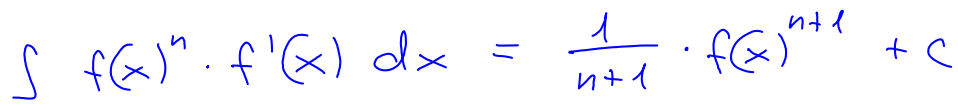 ∫ f(x)ⁿ · f'(x) dx = 1/(n+1) · f(x)ⁿ⁺¹ + c